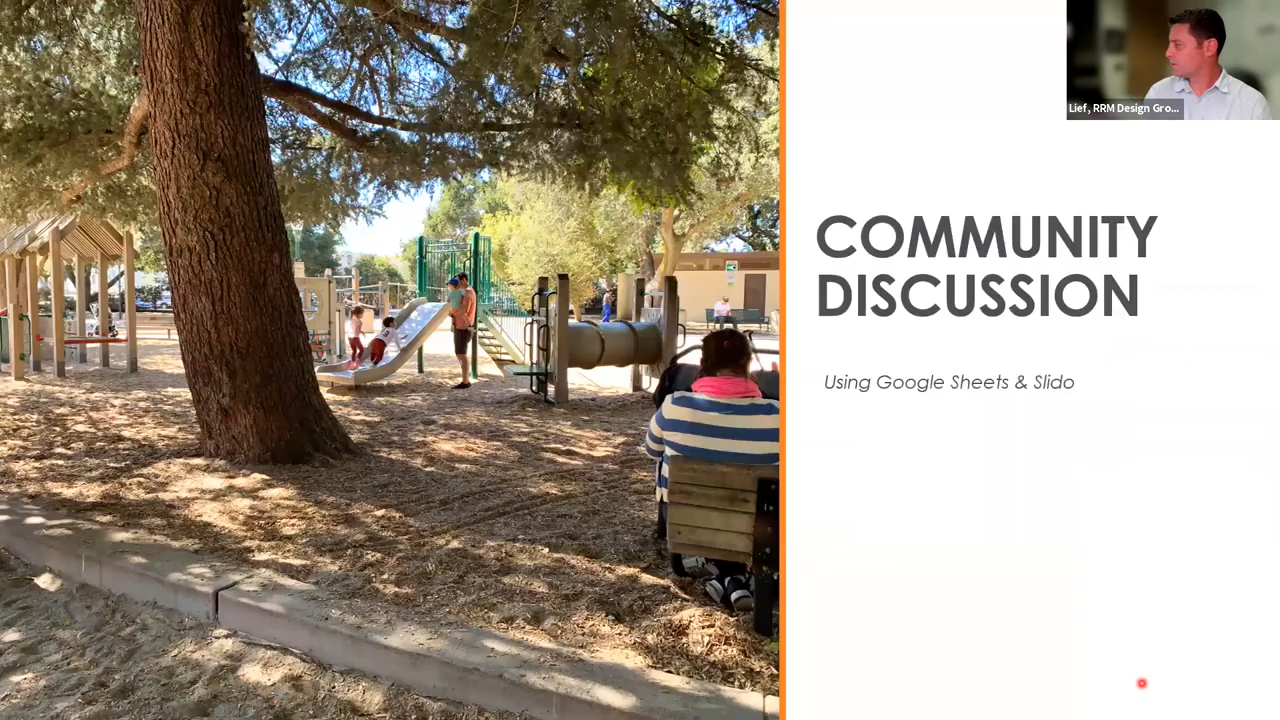 Lief, RRM Design Gro...
COMMUNITY
DISCUSSION
Using Google Sheets & Slido